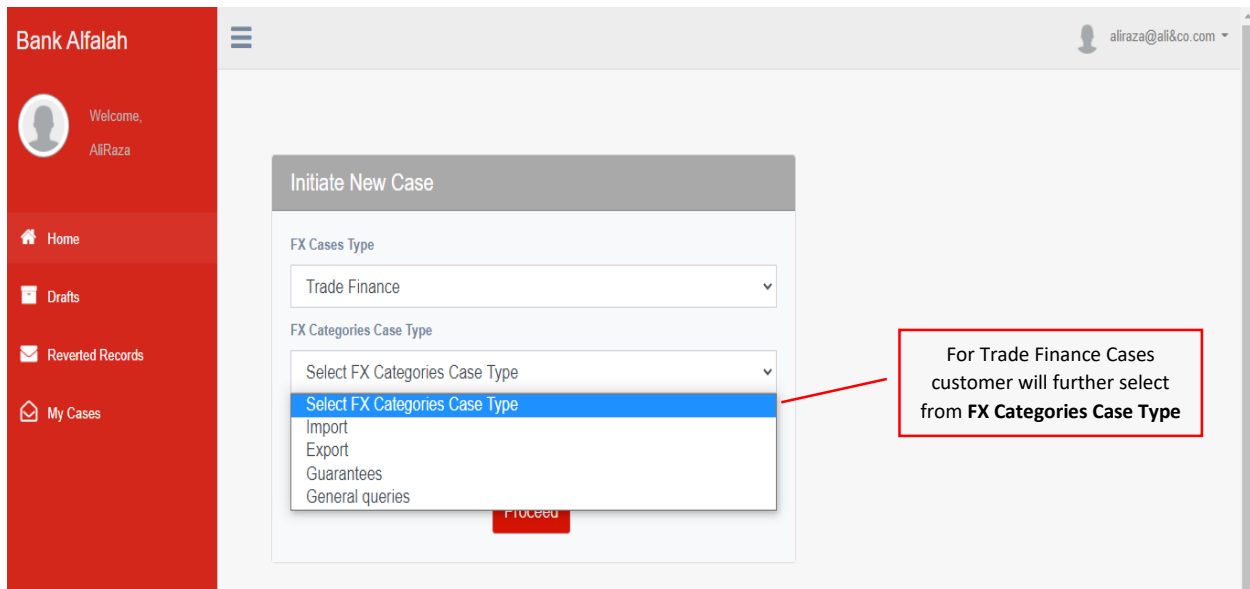 Bank Alfalah
aliraza@ali&co.com
Welcome,
AliRaza
Home
Drafts
Reverted Records
My Cases
Initiate New Case
FX Cases Type
Trade Finance
FX Categories Case Type
Select FX Categories Case Type
Select FX Categories Case Type
Import
Export
Guarantees
General queries
Proceed
For Trade Finance Cases
customer will further select
from FX Categories Case Type